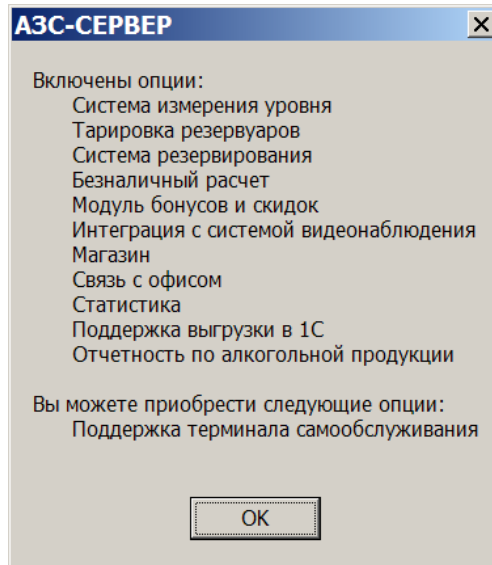 АЗС-СЕРВЕР
Включены опции:
Система измерения уровня
Тарировка резервуаров
Система резервирования
Безналичный расчет
Модуль бонусов и скидок
Интеграция с системой видеонаблюдения
Магазин
Связь с офисом
Статистика
Поддержка выгрузки в 1С
Отчетность по алкогольной продукции
Вы можете приобрести следующие опции:
Поддержка терминала самообслуживания
OK